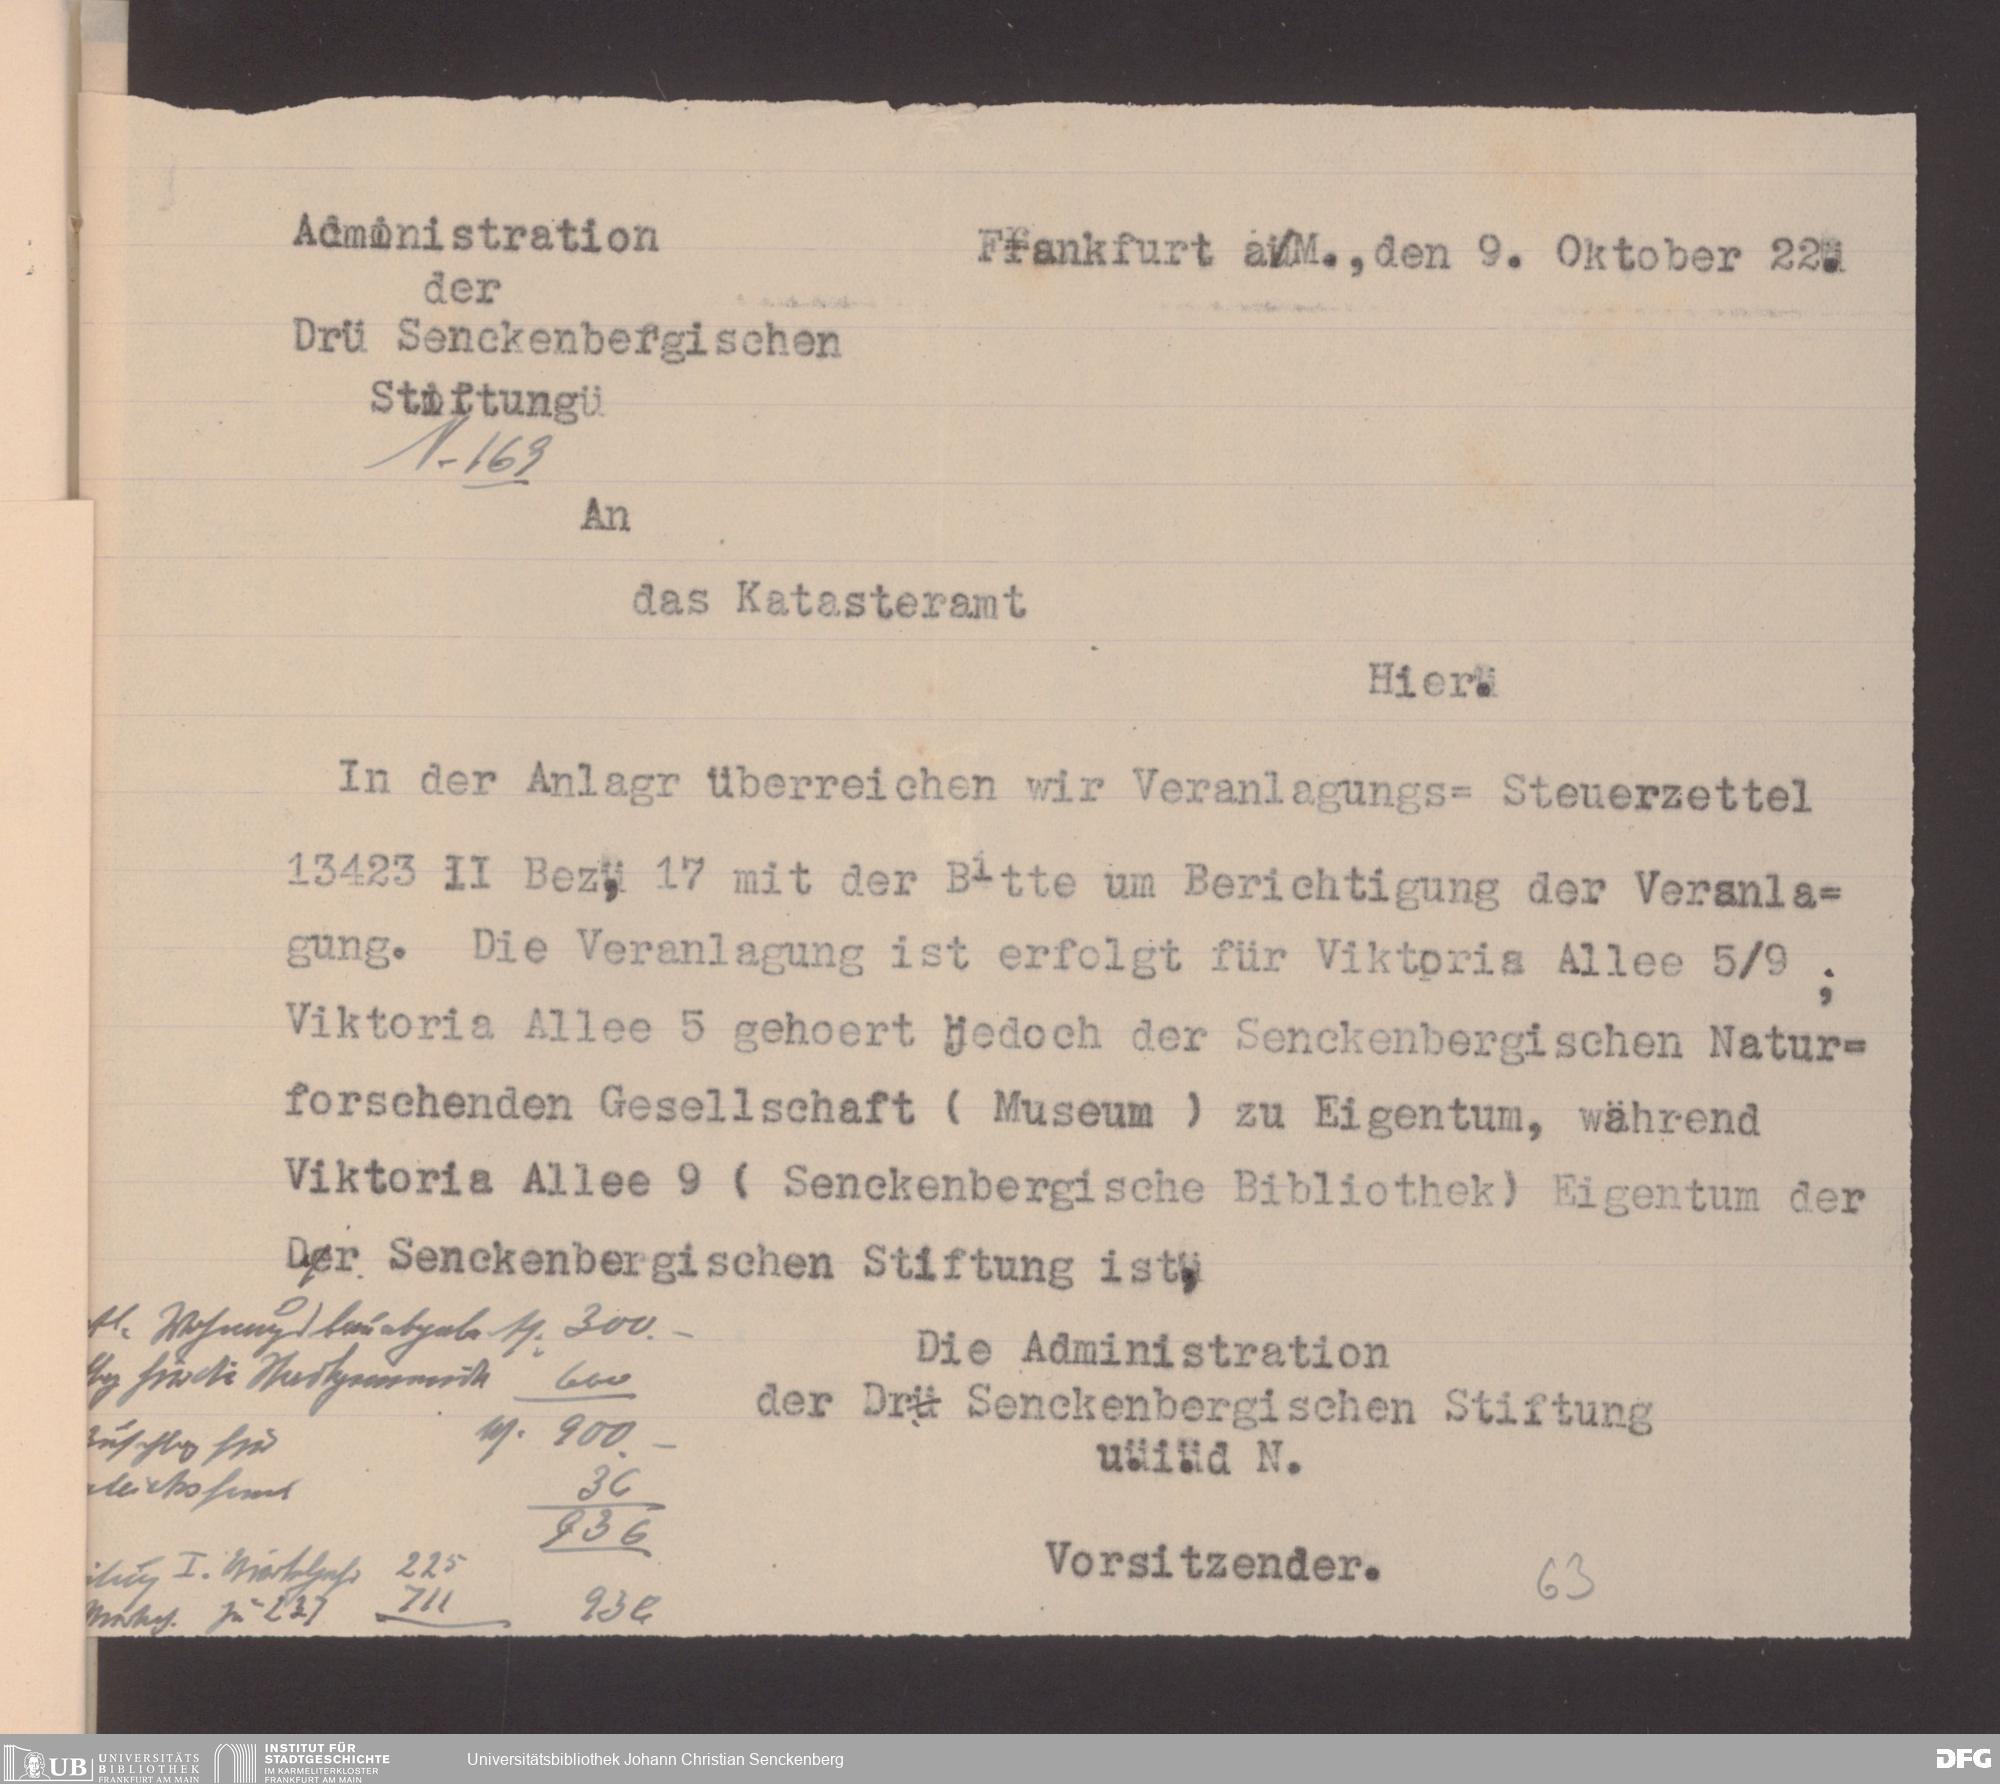 Administration
Frankfurt a/M., den 9. Oktober 22.
der
Drü Senckenbergischen
Stiftungü
N. 169
An
das Katasteramt
Hier.
In der Anlagr überreichen wir Veranlagungs= Steuerzettel
13423 II Bez, 17 mit der Bitte um Berichtigung der Veranla=
gung. Die Veranlagung ist erfolgt für Viktoria Allee 5/9 ;
Viktoria Allee 5 gehoert jedoch der Senckenbergischen Natur=
forschenden Gesellschaft ( Museum ) zu Eigentum, während
Viktoria Allee 9 ( Senckenbergische Bibliothek) Eigentum der
Dr. Senckenbergischen Stiftung ist,
300.-
600
M. 900.-
36
936
I. 225
711 936
Die Administration
der Drü Senckenbergischen Stiftung
N.
Vorsitzender.
63
UB UNIVERSITÄTS
BIBLIOTHEK
FRANKFURT AM MAIN
INSTITUT FÜR
STADTGESCHICHTE
IM KARMELITERKLOSTER
FRANKFURT AM MAIN
Universitätsbibliothek Johann Christian Senckenberg
DFG